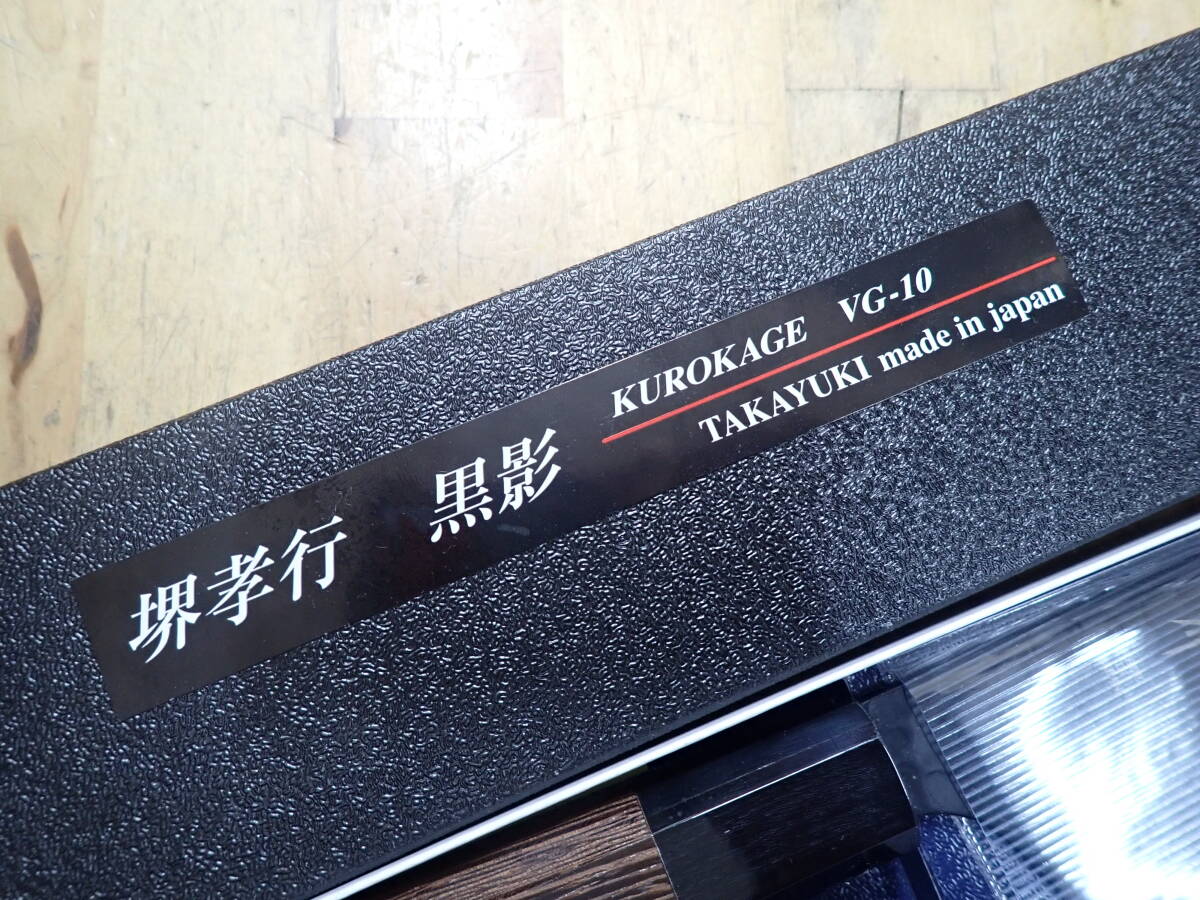 堺孝行 黒影
KUROKAGE VG-10
TAKAYUKI made in japan